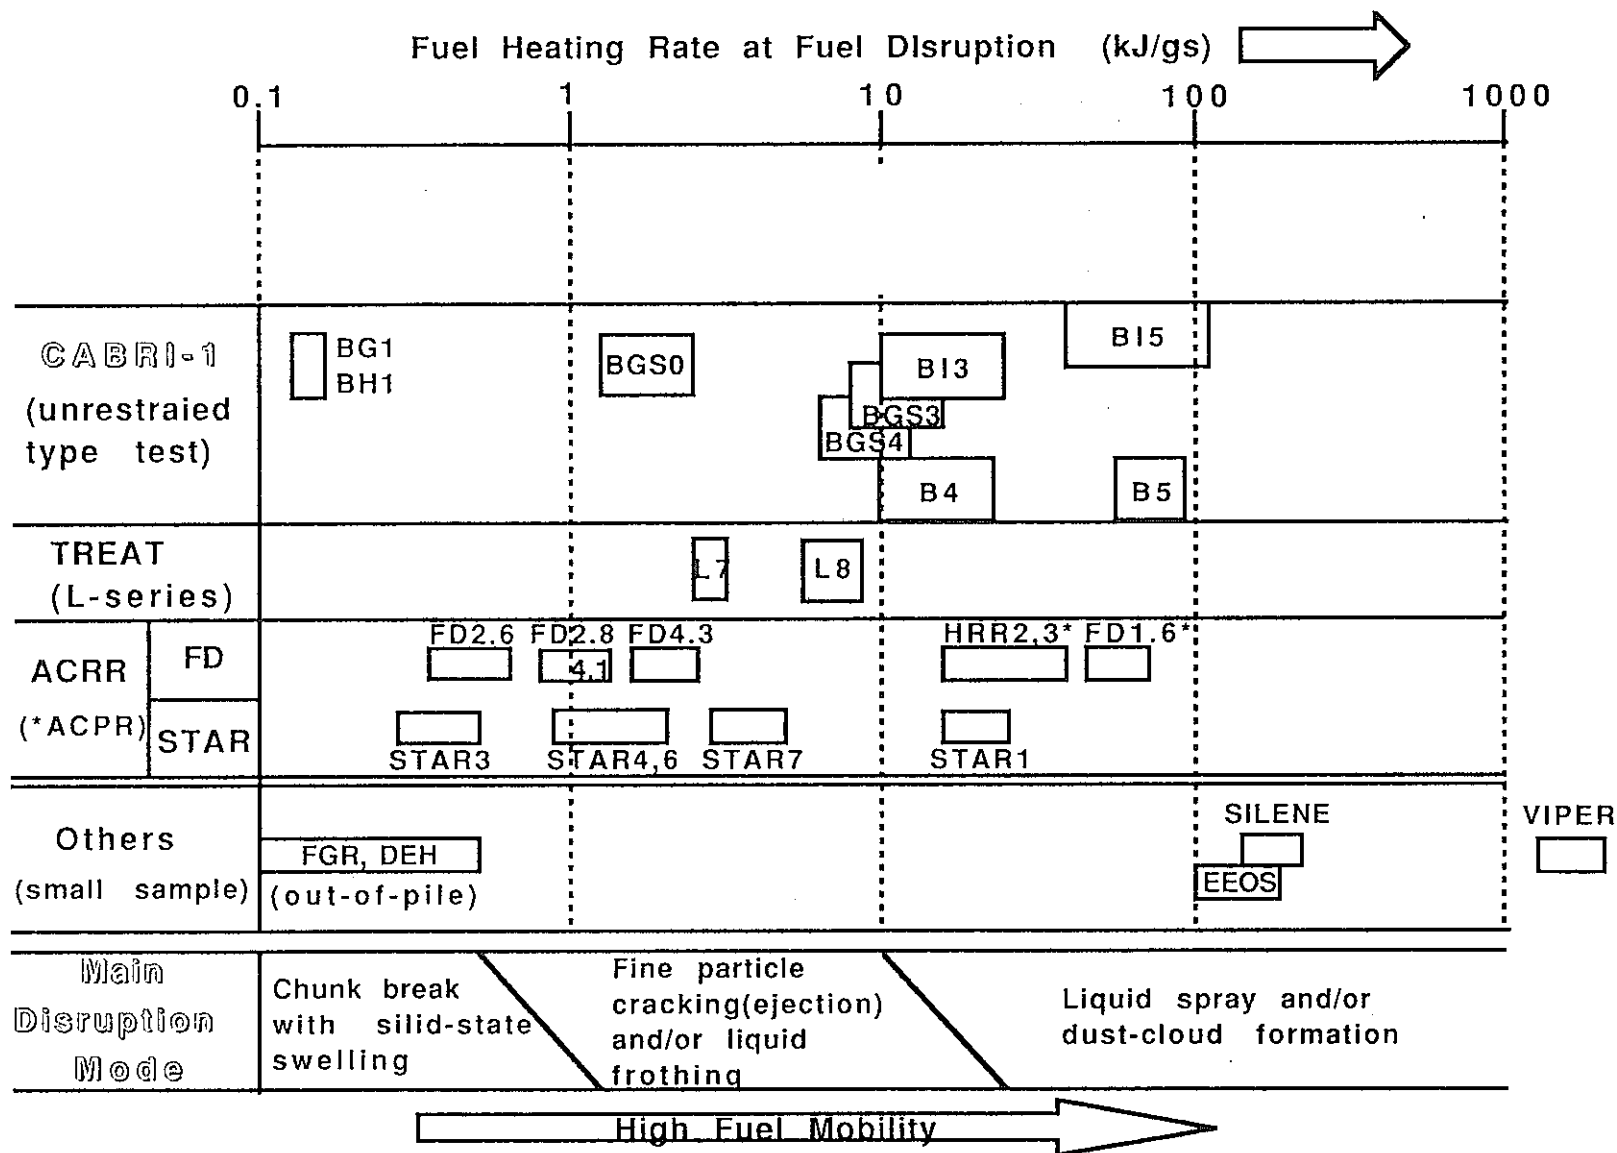 Fuel Heating Rate at Fuel DIsruption (kJ/gs)
0.1 1 10 100 1000
CABRI-1
(unrestraied
type test)
BG1
BH1
BGS0
BI3
BI5
BGS3
BGS4
B4
B5
TREAT
(L-series)
L7
L8
ACRR
(*ACPR)
FD
FD2.6
FD2.8
4.1
FD4.3
HRR2,3*
FD1.6*
STAR
STAR3
STAR4,6
STAR7
STAR1
Others
(small sample)
FGR, DEH
(out-of-pile)
SILENE
EEOS
VIPER
Main
Disruption
Mode
Chunk break
with silid-state
swelling
Fine particle
cracking(ejection)
and/or liquid
frothing
Liquid spray and/or
dust-cloud formation
High Fuel Mobility